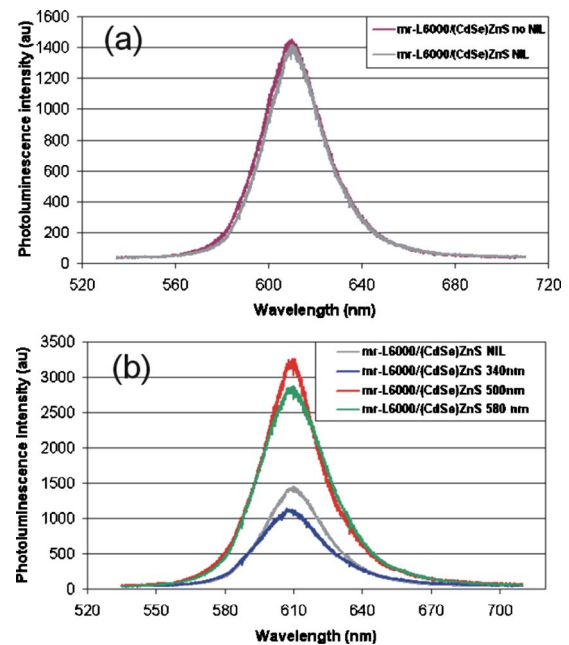 (a)
mr-L6000/(CdSe)ZnS no NIL
mr-L6000/(CdSe)ZnS NIL
Photoluminescence intensity (au)
1600
1400
1200
1000
800
600
400
200
0
520 560 600 640 680 720
Wavelength (nm)
(b)
mr-L6000/(CdSe)ZnS NIL
mr-L6000/(CdSe)ZnS 340nm
mr-L6000/(CdSe)ZnS 500nm
mr-L6000/(CdSe)ZnS 580 nm
Photoluminescence Intensity (au)
3500
3000
2500
2000
1500
1000
500
0
520 550 580 610 640 670 700
Wavelength (nm)